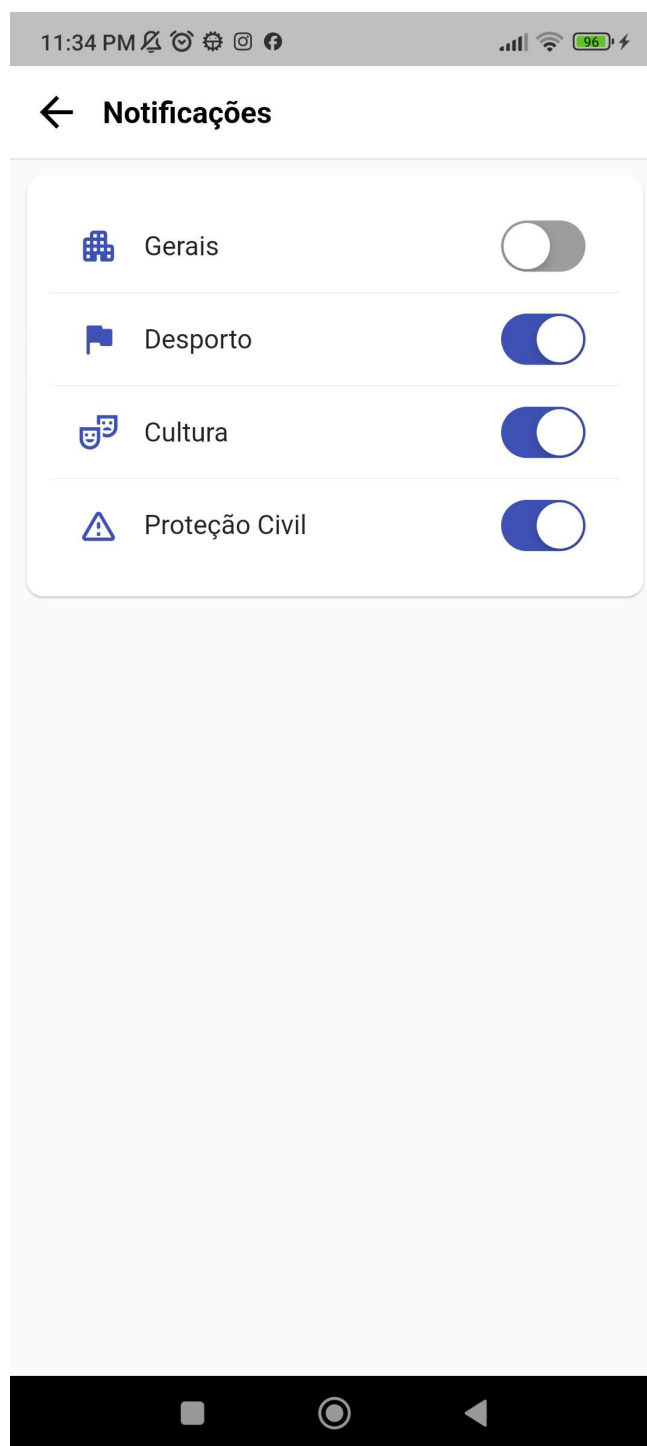 11:34 PM 96
Notificações
Gerais
Desporto
Cultura
Proteção Civil